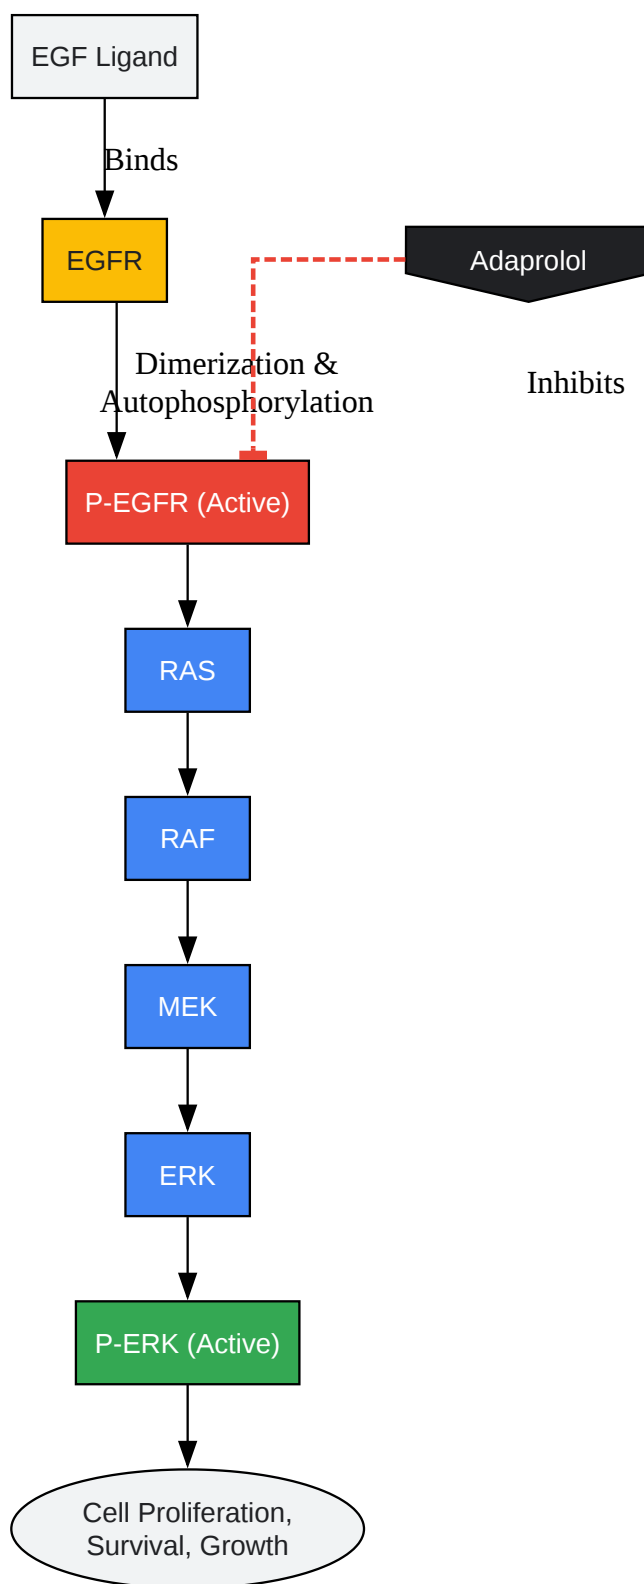 EGF Ligand
Binds
EGFR
Adaprolol
Dimerization &
Autophosphorylation
Inhibits
P-EGFR (Active)
RAS
RAF
MEK
ERK
P-ERK (Active)
Cell Proliferation,
Survival, Growth